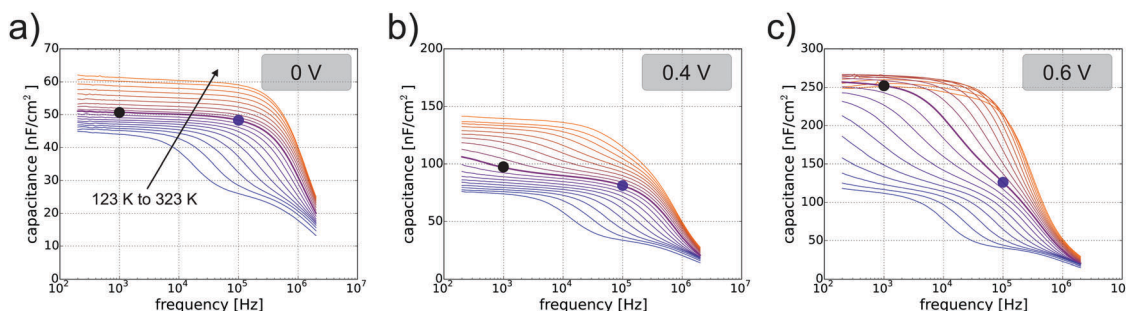 a)
70
60
50
40
30
20
10
0
capacitance [nF/cm²]
0 V
123 K to 323 K
10² 10³ 10⁴ 10⁵ 10⁶ 10⁷
frequency [Hz]
b)
200
150
100
50
0
capacitance [nF/cm²]
0.4 V
10² 10³ 10⁴ 10⁵ 10⁶ 10⁷
frequency [Hz]
c)
300
250
200
150
100
50
0
capacitance [nF/cm²]
0.6 V
10² 10³ 10⁴ 10⁵ 10⁶ 10⁷
frequency [Hz]